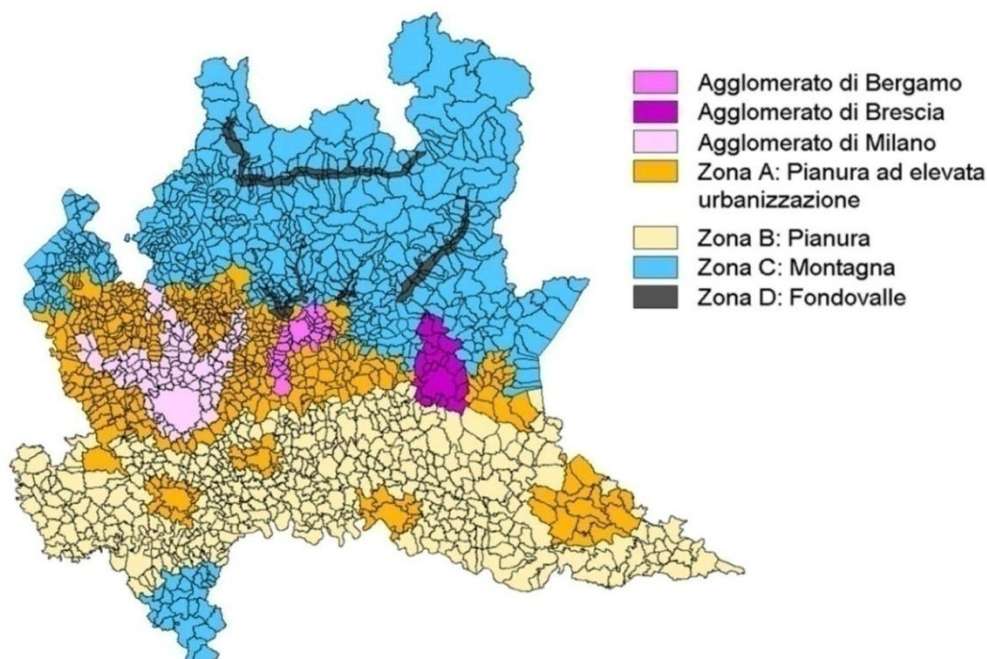 Agglomerato di Bergamo
Agglomerato di Brescia
Agglomerato di Milano
Zona A: Pianura ad elevata
urbanizzazione
Zona B: Pianura
Zona C: Montagna
Zona D: Fondovalle